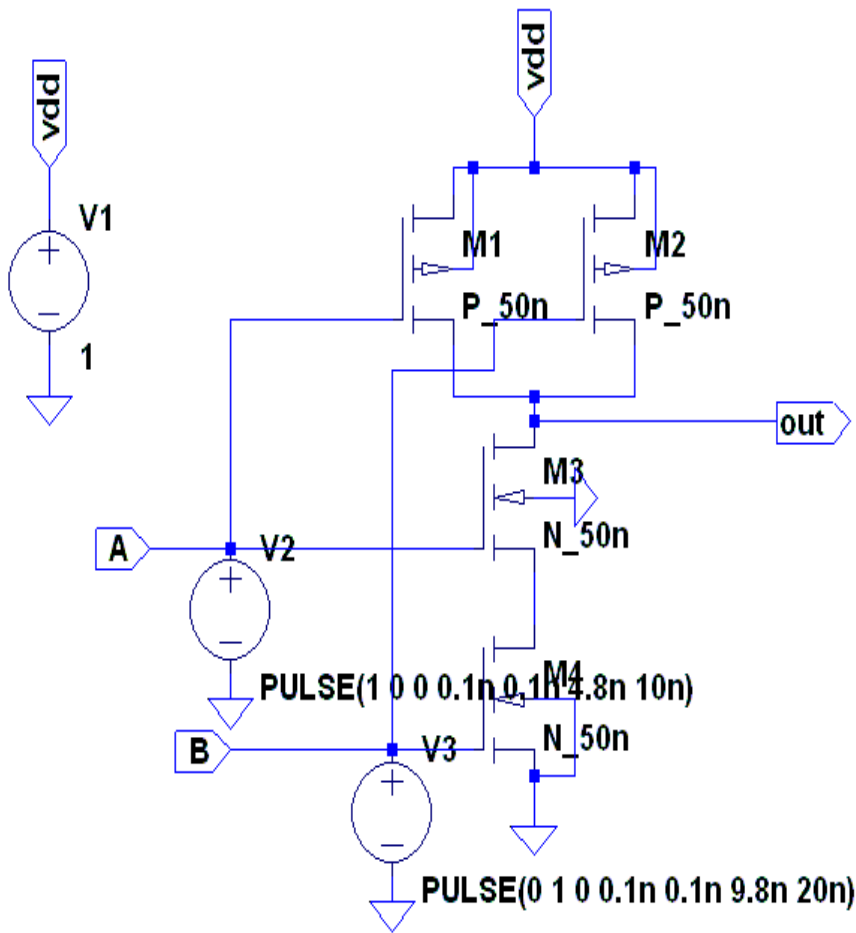 vdd
vdd
V1
1
M1
P_50n
M2
P_50n
out
M3
N_50n
A
V2
PULSE(1 0 0 0.1n 0.1n 4.8n 10n)
M4
N_50n
B
V3
PULSE(0 1 0 0.1n 0.1n 9.8n 20n)